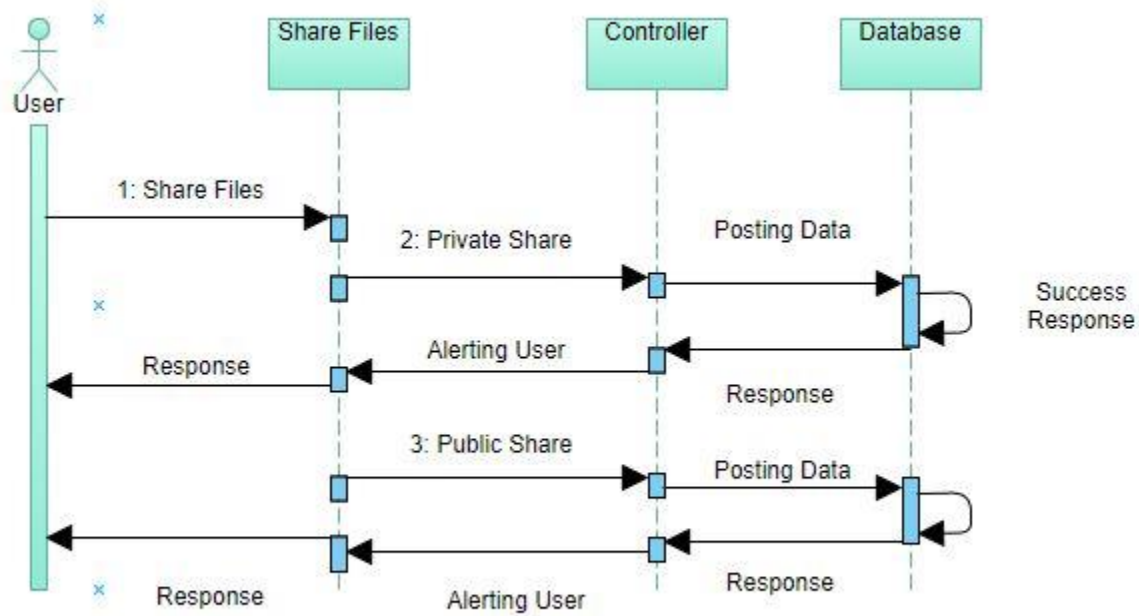 Share Files
Controller
Database
User
1: Share Files
2: Private Share
Posting Data
Success
Response
Alerting User
Response
Response
3: Public Share
Posting Data
Response
Response
Alerting User